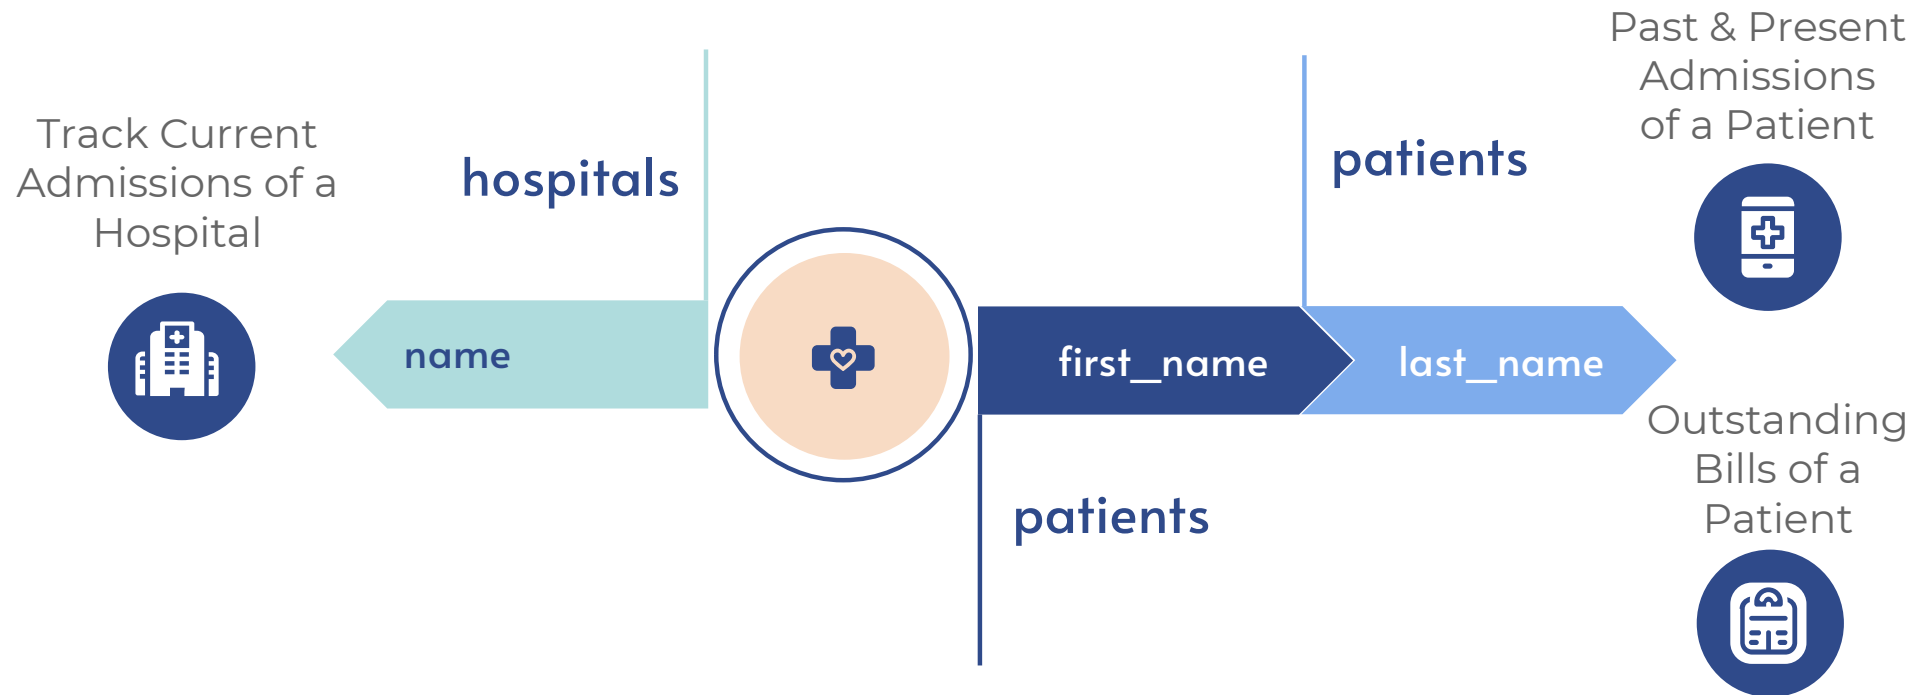 Track Current
Admissions of a
Hospital
hospitals
name
first_name
last_name
patients
patients
Past & Present
Admissions
of a Patient
Outstanding
Bills of a
Patient